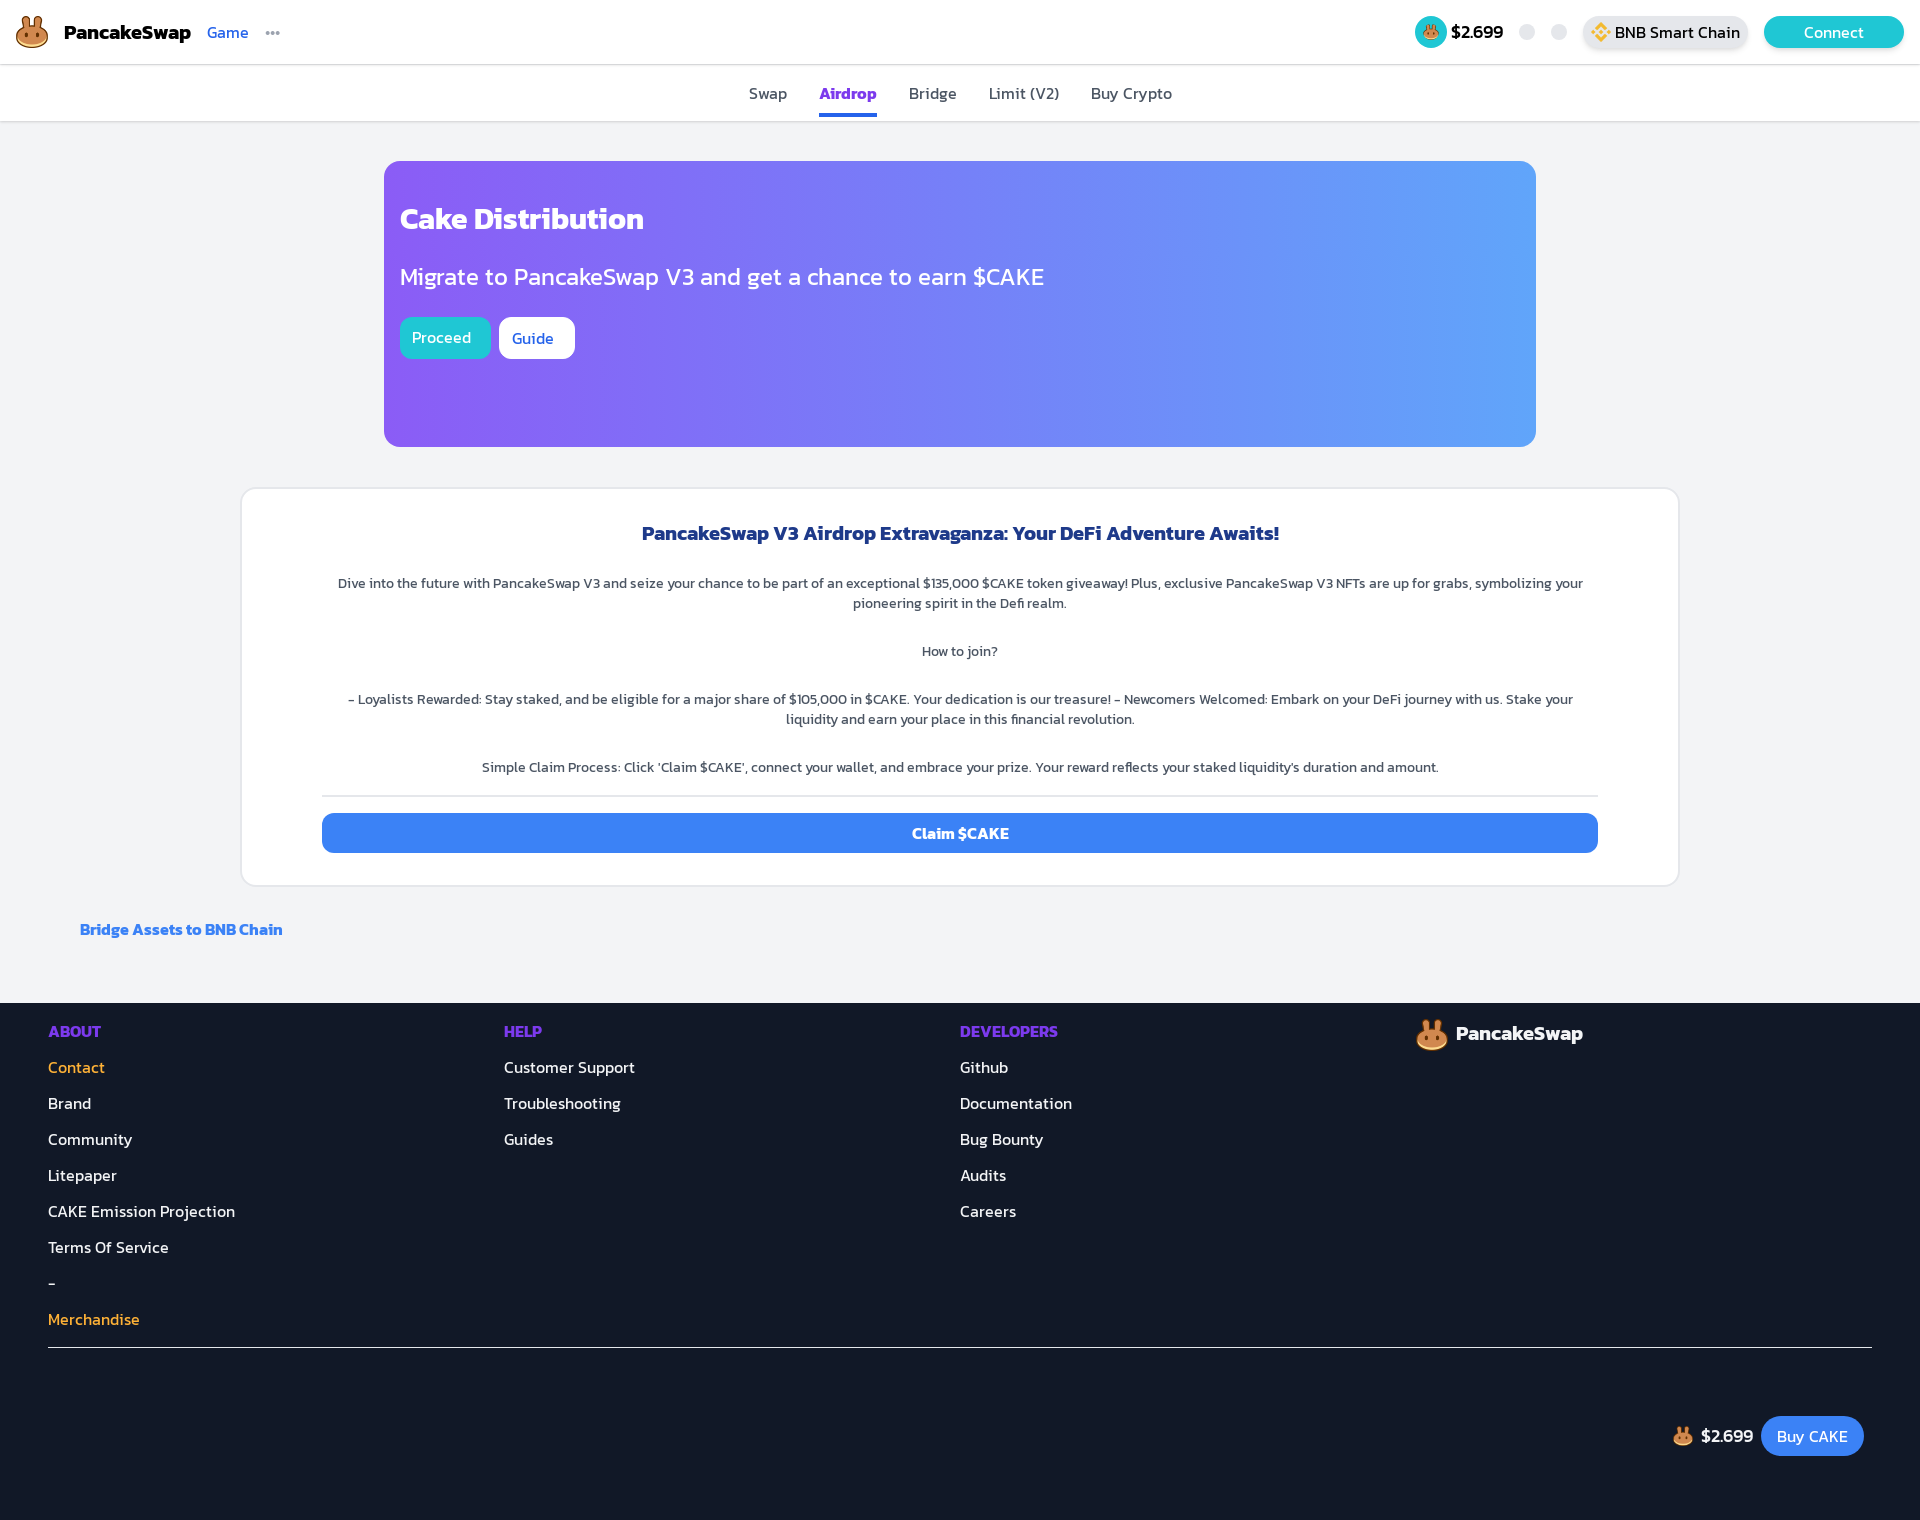 PancakeSwap
Game
$2.699
BNB Smart Chain
Connect
Swap
Airdrop
Bridge
Limit (V2)
Buy Crypto
Cake Distribution
Migrate to PancakeSwap V3 and get a chance to earn $CAKE
Proceed
Guide
PancakeSwap V3 Airdrop Extravaganza: Your DeFi Adventure Awaits!
Dive into the future with PancakeSwap V3 and seize your chance to be part of an exceptional $135,000 $CAKE token giveaway! Plus, exclusive PancakeSwap V3 NFTs are up for grabs, symbolizing your
pioneering spirit in the Defi realm.
How to join?
- Loyalists Rewarded: Stay staked, and be eligible for a major share of $105,000 in $CAKE. Your dedication is our treasure! - Newcomers Welcomed: Embark on your DeFi journey with us. Stake your
liquidity and earn your place in this financial revolution.
Simple Claim Process: Click 'Claim $CAKE', connect your wallet, and embrace your prize. Your reward reflects your staked liquidity's duration and amount.
Claim $CAKE
Bridge Assets to BNB Chain
ABOUT
Contact
Brand
Community
Litepaper
CAKE Emission Projection
Terms Of Service
-
Merchandise
HELP
Customer Support
Troubleshooting
Guides
DEVELOPERS
Github
Documentation
Bug Bounty
Audits
Careers
PancakeSwap
$2.699
Buy CAKE